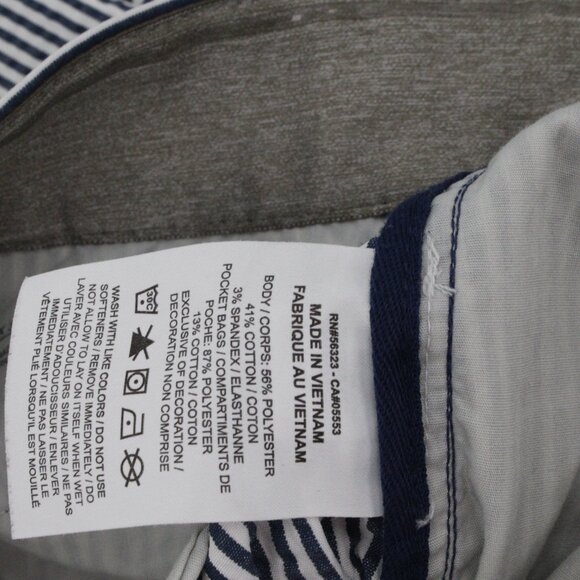 RN#56323 - CA#05553
MADE IN VIETNAM
FABRIQUE AU VIETNAM
BODY / CORPS: 56% POLYESTER
41% COTTON / COTON
3% SPANDEX / ELASTHANNE
POCKET BAGS / COMPARTIMENTS DE
POCHE: 87% POLYESTER
13% COTTON / COTON
EXCLUSIVE OF DECORATION /
DECORATION NON COMPRISE
30C
WASH WITH LIKE COLORS / DO NOT USE
SOFTENERS / REMOVE IMMEDIATELY / DO
NOT ALLOW TO LAY ON ITSELF WHEN WET
LAVER AVEC COULEURS SIMILAIRES / NE PAS
UTILISER D'ADOUCISSEUR / ENLEVER
IMMÉDIATEMENT / NE PAS LAISSER LE
VÊTEMENT PLIÉ LORSQU'IL EST MOUILLÉ